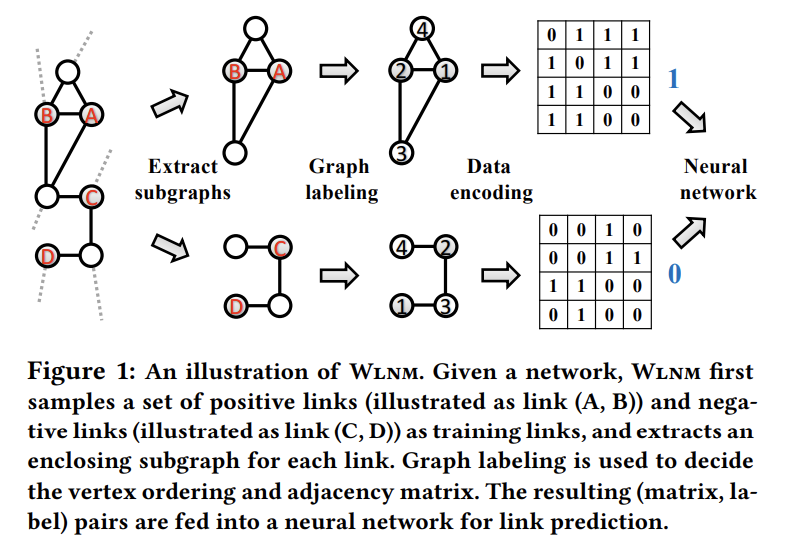 B A
C
D
Extract
subgraphs
B A
C
D
Graph
labeling
4
2 1
3
4 2
1 3
Data
encoding
0 1 1 1
1 0 1 1
1 1 0 0
1 1 0 0
1
0 0 1 0
0 0 1 1
1 1 0 0
0 1 0 0
0
Neural
network
Figure 1: An illustration of Wlnm. Given a network, Wlnm first
samples a set of positive links (illustrated as link (A, B)) and nega-
tive links (illustrated as link (C, D)) as training links, and extracts an
enclosing subgraph for each link. Graph labeling is used to decide
the vertex ordering and adjacency matrix. The resulting (matrix, la-
bel) pairs are fed into a neural network for link prediction.